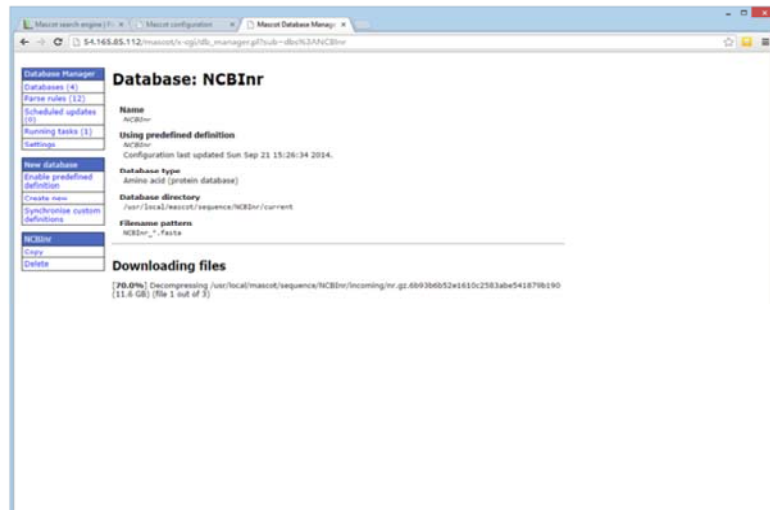 Mascot search engine | Pr
Mascot configuration
Mascot Database Manage
54.165.85.112/mascot/x-cgi/db_manager.pl?sub=dbs%3ANCBInr
Database Manager
Databases (4)
Parse rules (12)
Scheduled updates
(0)
Running tasks (1)
Settings
New database
Enable predefined
definition
Create new
Synchronise custom
definitions
NCBInr
Copy
Delete
Database: NCBInr
Name
NCBInr
Using predefined definition
NCBInr
Configuration last updated Sun Sep 21 15:26:34 2014.
Database type
Amino acid (protein database)
Database directory
/usr/local/mascot/sequence/NCBInr/current
Filename pattern
NCBInr_*.fasta
Downloading files
[70.0%] Decompressing /usr/local/mascot/sequence/NCBInr/incoming/nr.gz.6b93b6b52e1610c2583abe541879b190
(11.6 GB) (file 1 out of 3)